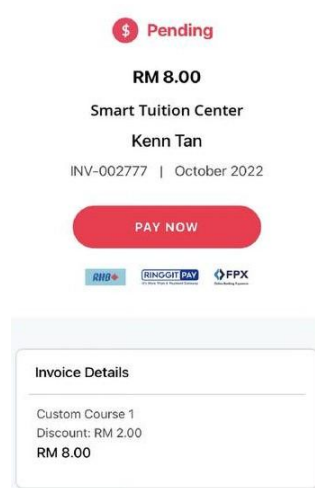 $ Pending
RM 8.00
Smart Tuition Center
Kenn Tan
INV-002777 | October 2022
PAY NOW
RHB RINGGIT PAY FPX
Invoice Details
Custom Course 1
Discount: RM 2.00
RM 8.00